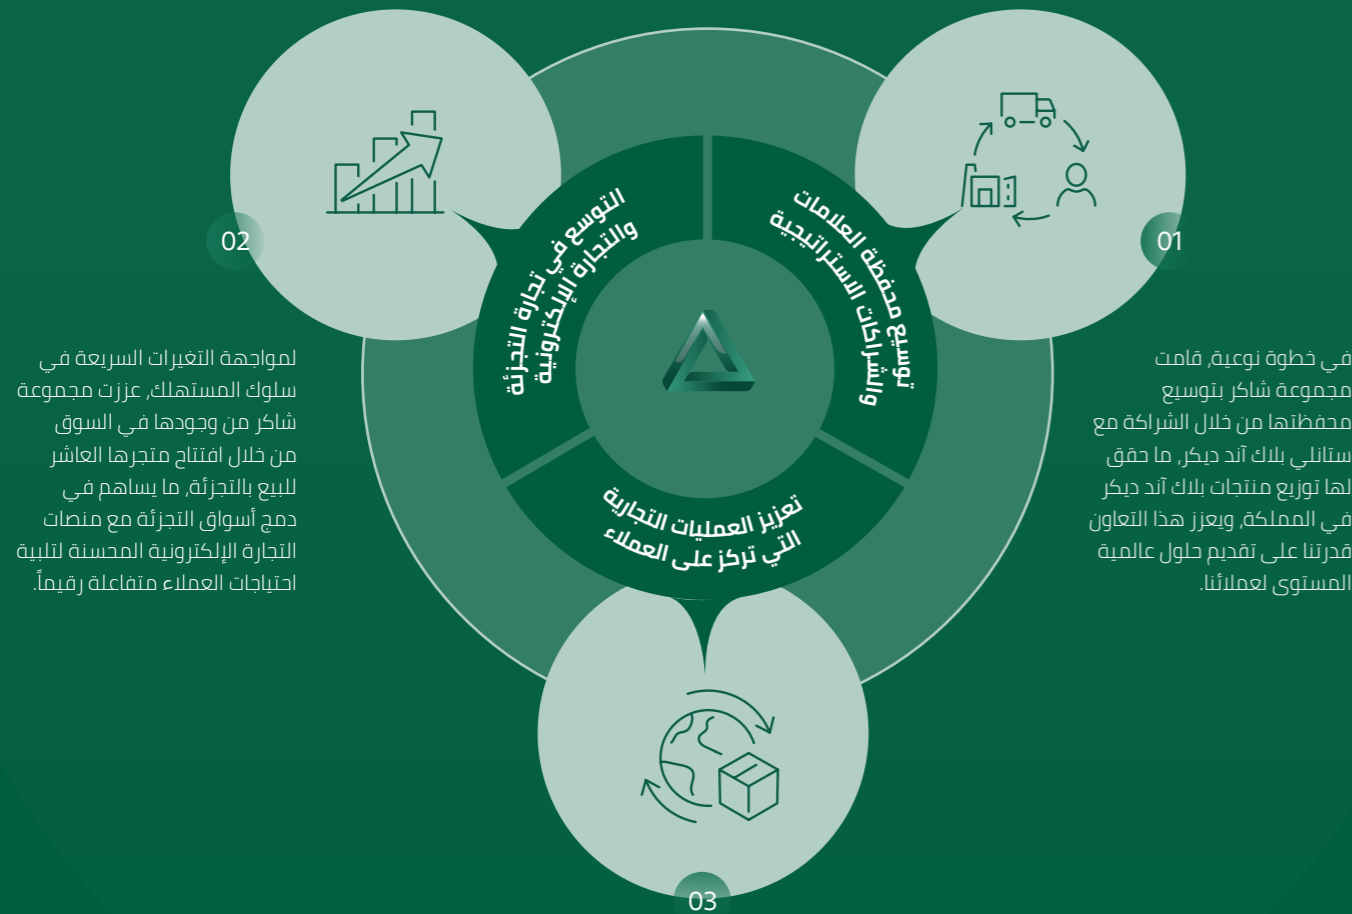 01
توسيع محفظة العلامات
والشراكات الاستراتيجية
في خطوة نوعية، قامت
مجموعة شاكر بتوسيع
محفظتها من خلال الشراكة مع
ستانلي بلاك آند ديكر، ما حقق
لها توزيع منتجات بلاك آند ديكر
في المملكة، ويعزز هذا التعاون
قدرتنا على تقديم حلول عالمية
المستوى لعملائنا.
02
التوسع في تجارة التجزئة
والتجارة الإلكترونية
لمواجهة التغيرات السريعة في
سلوك المستهلك، عززت مجموعة
شاكر من وجودها في السوق
من خلال افتتاح متجرها العاشر
للبيع بالتجزئة، ما يساهم في
دمج أسواق التجزئة مع منصات
التجارة الإلكترونية المحسنة لتلبية
احتياجات العملاء متفاعلة رقيماً.
تعزيز العمليات التجارية
التي تركز على العملاء
03